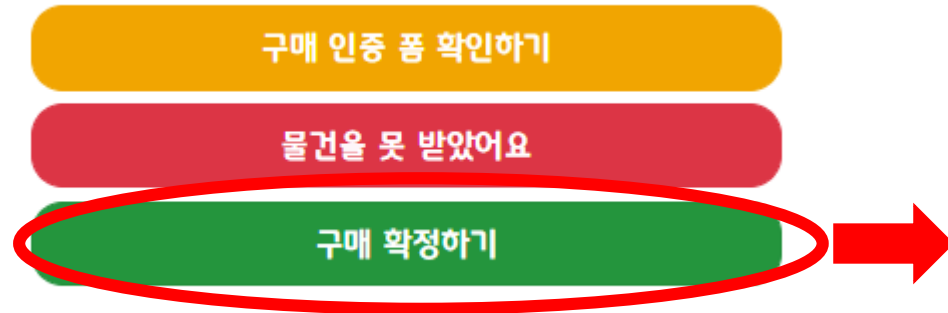 구매 인증 폼 확인하기
물건을 못 받았어요
구매 확정하기